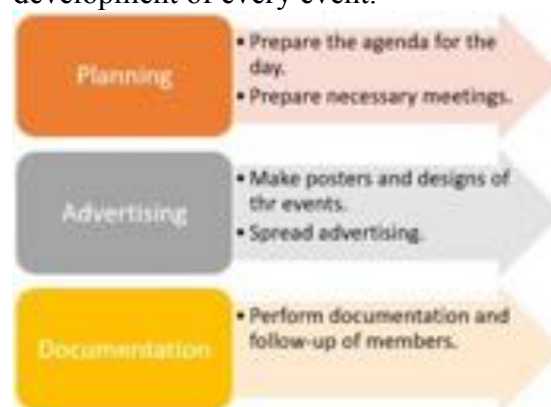 development of every event.
Planning
• Prepare the agenda for the
day.
• Prepare necessary meetings.
Advertising
• Make posters and designs of
thr events.
• Spread advertising.
Documentation
• Perform documentation and
follow-up of members.